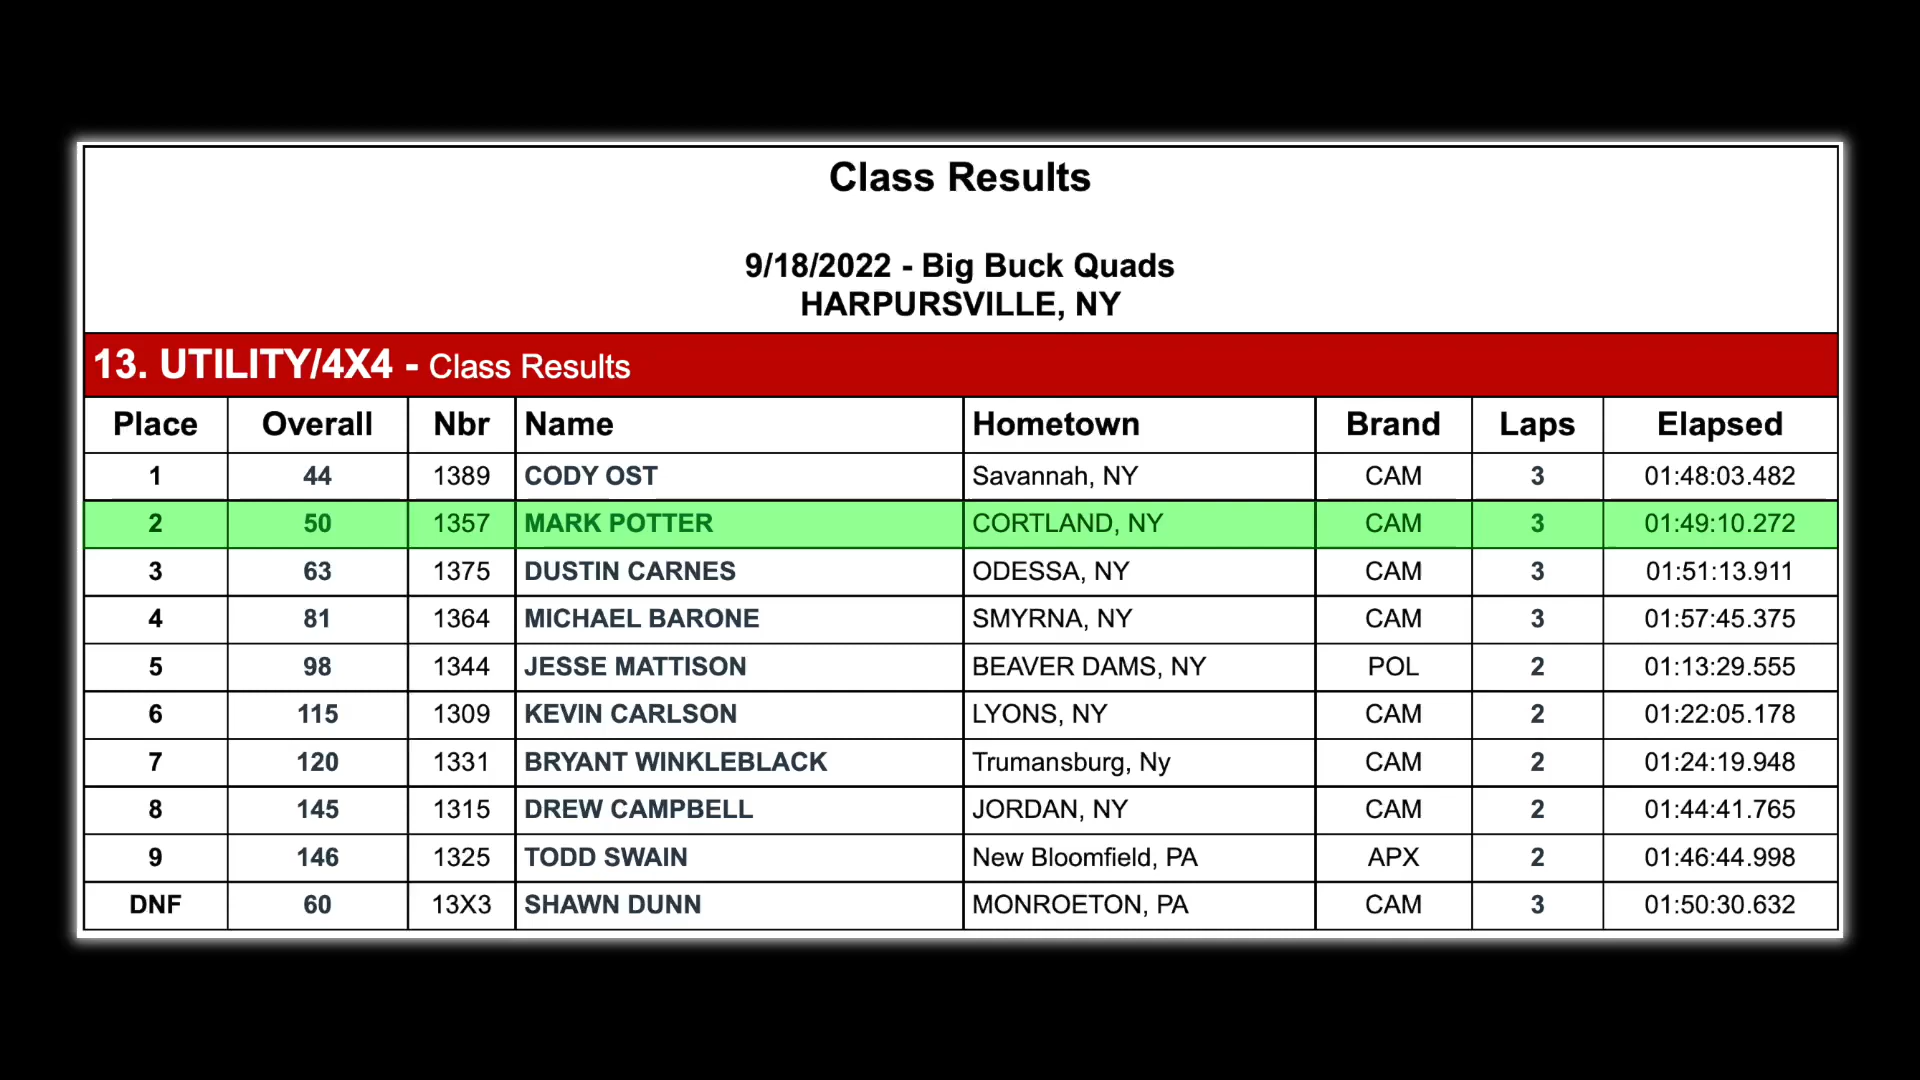 Class Results
9/18/2022 - Big Buck Quads
HARPURSVILLE, NY
13. UTILITY/4X4 - Class Results
Place Overall Nbr Name Hometown Brand Laps Elapsed
1 44 1389 CODY OST Savannah, NY CAM 3 01:48:03.482
2 50 1357 MARK POTTER CORTLAND, NY CAM 3 01:49:10.272
3 63 1375 DUSTIN CARNES ODESSA, NY CAM 3 01:51:13.911
4 81 1364 MICHAEL BARONE SMYRNA, NY CAM 3 01:57:45.375
5 98 1344 JESSE MATTISON BEAVER DAMS, NY POL 2 01:13:29.555
6 115 1309 KEVIN CARLSON LYONS, NY CAM 2 01:22:05.178
7 120 1331 BRYANT WINKLEBLACK Trumansburg, Ny CAM 2 01:24:19.948
8 145 1315 DREW CAMPBELL JORDAN, NY CAM 2 01:44:41.765
9 146 1325 TODD SWAIN New Bloomfield, PA APX 2 01:46:44.998
DNF 60 13X3 SHAWN DUNN MONROETON, PA CAM 3 01:50:30.632